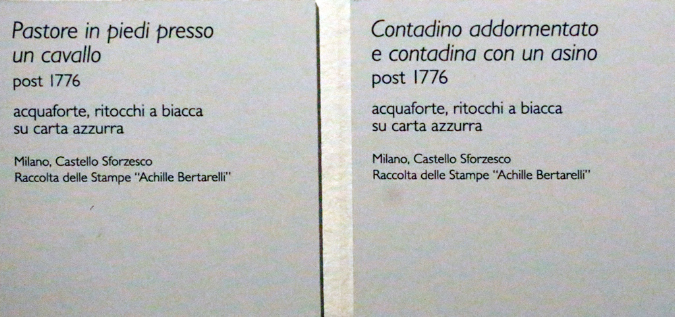 Pastore in piedi presso
un cavallo
post 1776
acquaforte, ritocchi a biacca
su carta azzurra
Milano, Castello Sforzesco
Raccolta delle Stampe "Achille Bertarelli"
Contadino addormentato
e contadina con un asino
post 1776
acquaforte, ritocchi a biacca
su carta azzurra
Milano, Castello Sforzesco
Raccolta delle Stampe "Achille Bertarelli"